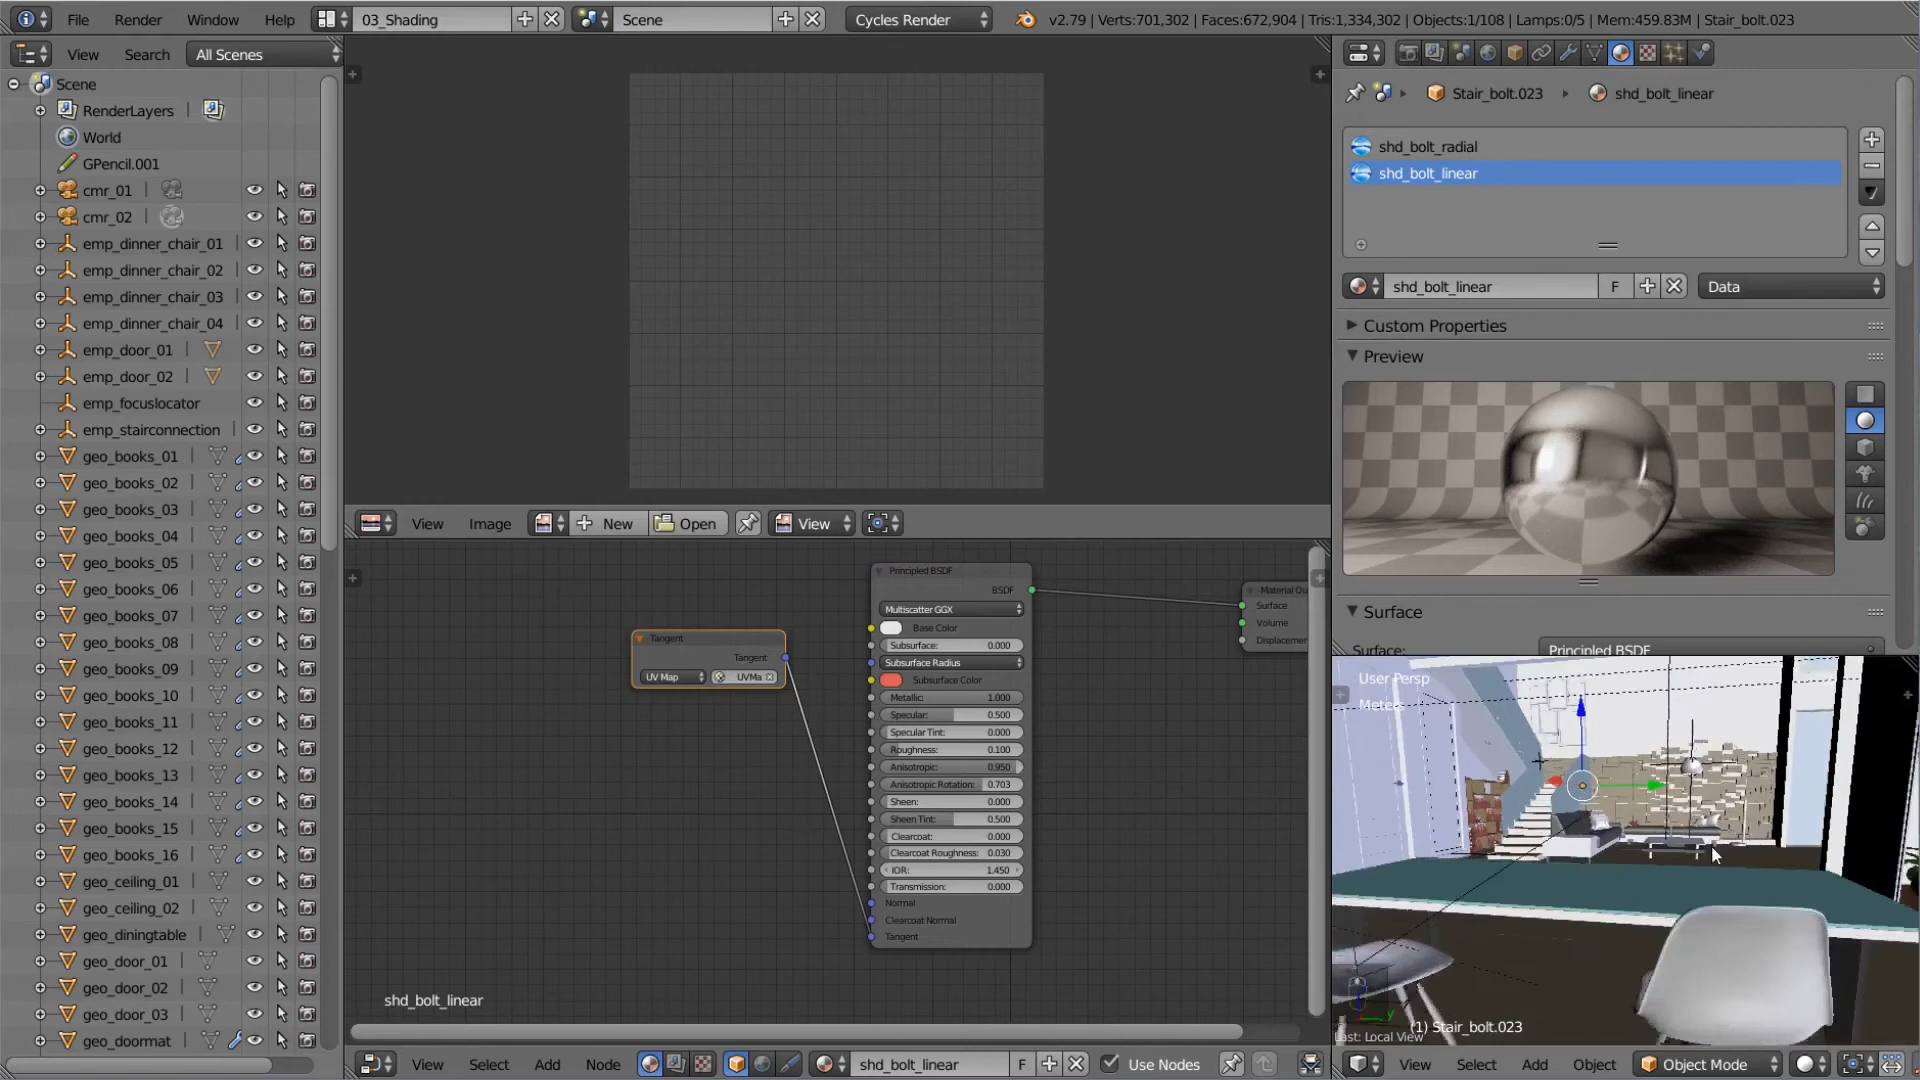 File Render Window Help 03_Shading Scene Cycles Render v2.79 | Verts:701,302 | Faces:672,904 | Tris:1,334,302 | Objects:1/108 | Lamps:0/5 | Mem:459.83M | Stair_bolt.023
View Search All Scenes
Scene
RenderLayers
World
GPencil.001
cmr_01
cmr_02
emp_dinner_chair_01
emp_dinner_chair_02
emp_dinner_chair_03
emp_dinner_chair_04
emp_door_01
emp_door_02
emp_focuslocator
emp_stairconnection
geo_books_01
geo_books_02
geo_books_03
geo_books_04
geo_books_05
geo_books_06
geo_books_07
geo_books_08
geo_books_09
geo_books_10
geo_books_11
geo_books_12
geo_books_13
geo_books_14
geo_books_15
geo_books_16
geo_ceiling_01
geo_ceiling_02
geo_diningtable
geo_door_01
geo_door_02
geo_door_03
geo_doormat
View Image New Open View
Tangent
Tangent
UV Map UVMa
Principled BSDF
BSDF
Multiscatter GGX
Base Color
Subsurface: 0.000
Subsurface Radius
Subsurface Color
Metallic: 1.000
Specular: 0.500
Specular Tint: 0.000
Roughness: 0.100
Anisotropic: 0.950
Anisotropic Rotation: 0.703
Sheen: 0.000
Sheen Tint: 0.500
Clearcoat: 0.000
Clearcoat Roughness: 0.030
IOR: 1.450
Transmission: 0.000
Normal
Clearcoat Normal
Tangent
Material Ou
Surface
Volume
Displacemen
shd_bolt_linear
View Select Add Node shd_bolt_linear F Use Nodes
Stair_bolt.023 shd_bolt_linear
shd_bolt_radial
shd_bolt_linear
shd_bolt_linear F Data
Custom Properties
Preview
Surface
Surface: Principled BSDF
User Persp
Meters
(1) Stair_bolt.023
Last: Local View
View Select Add Object Object Mode